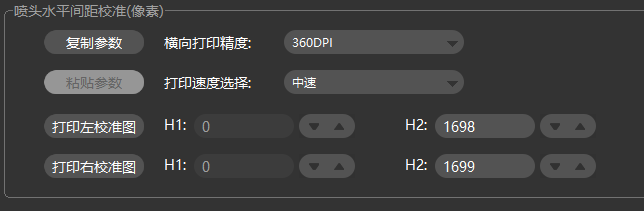 喷头水平间距校准(像素)
复制参数 横向打印精度: 360DPI
粘贴参数 打印速度选择: 中速
打印左校准图 H1: 0 H2: 1698
打印右校准图 H1: 0 H2: 1699